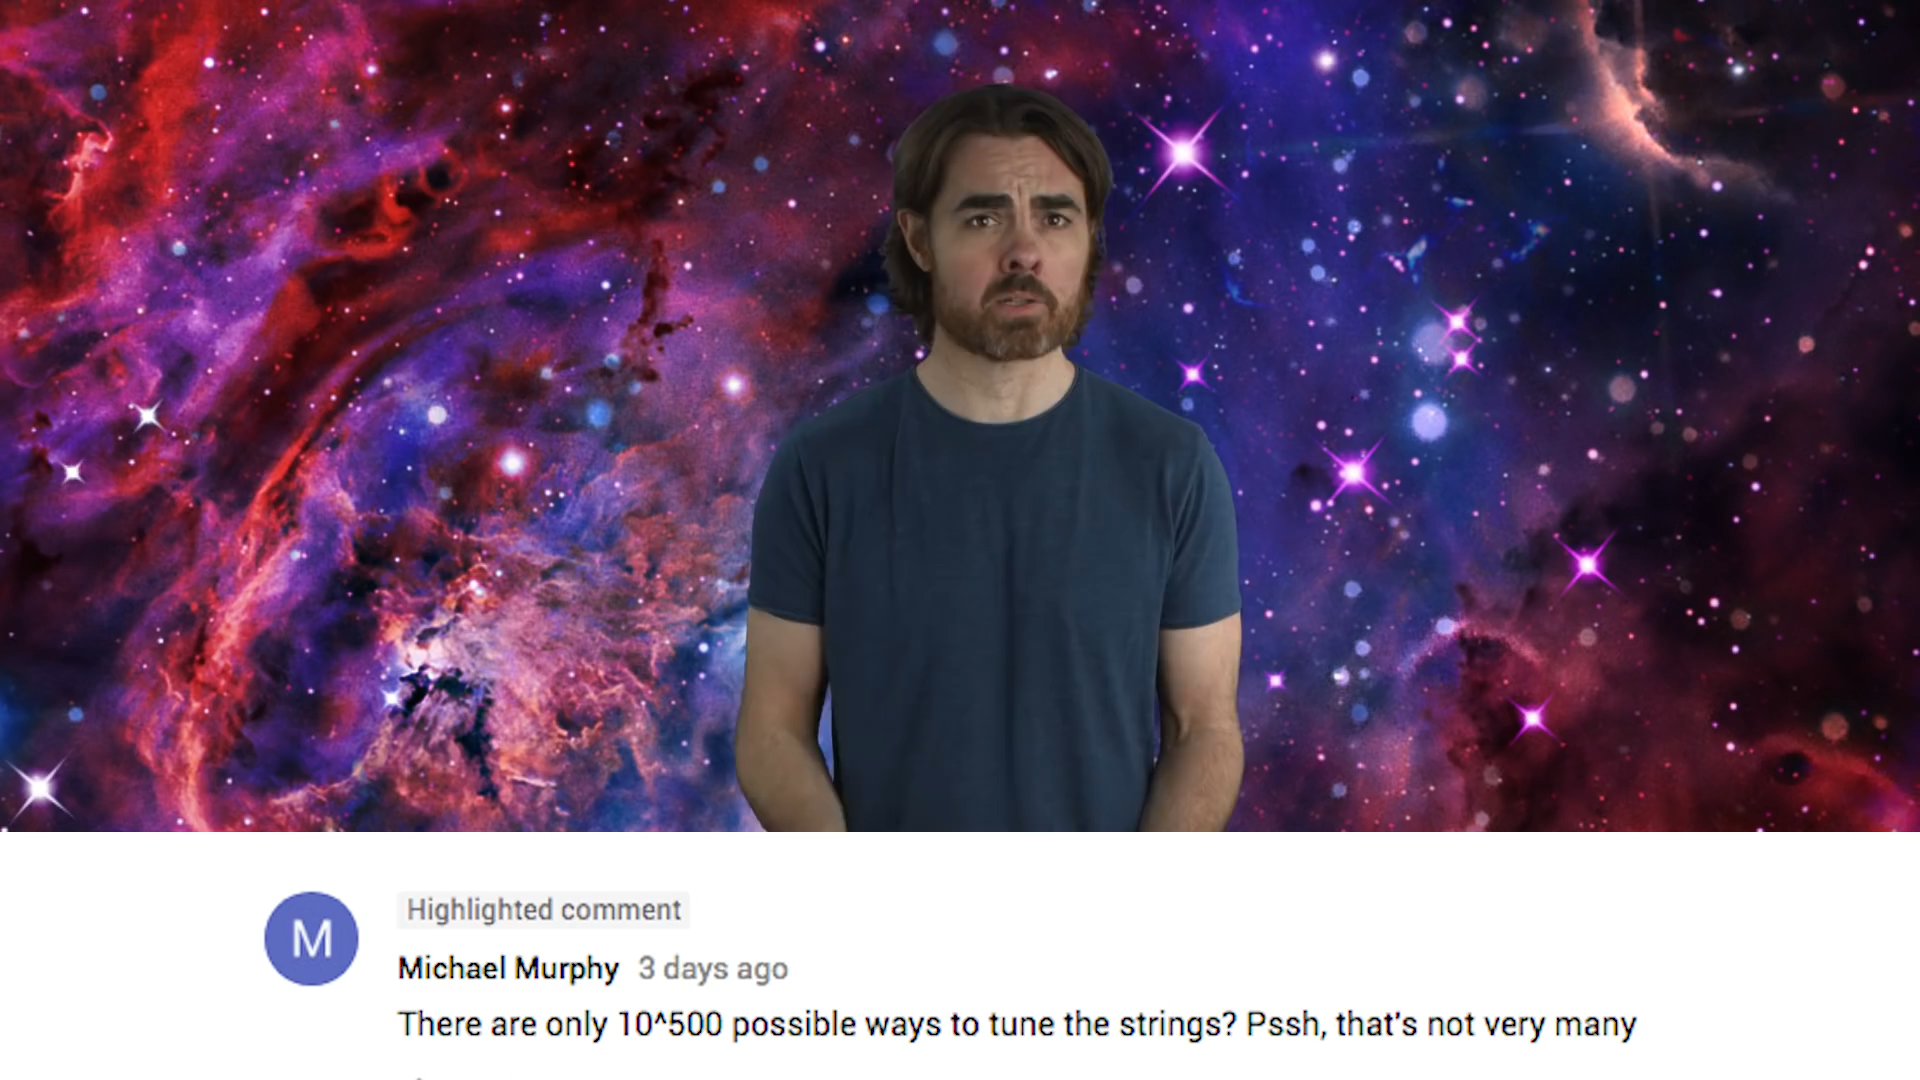 M
Highlighted comment
Michael Murphy 3 days ago
There are only 10^500 possible ways to tune the strings? Pssh, that's not very many